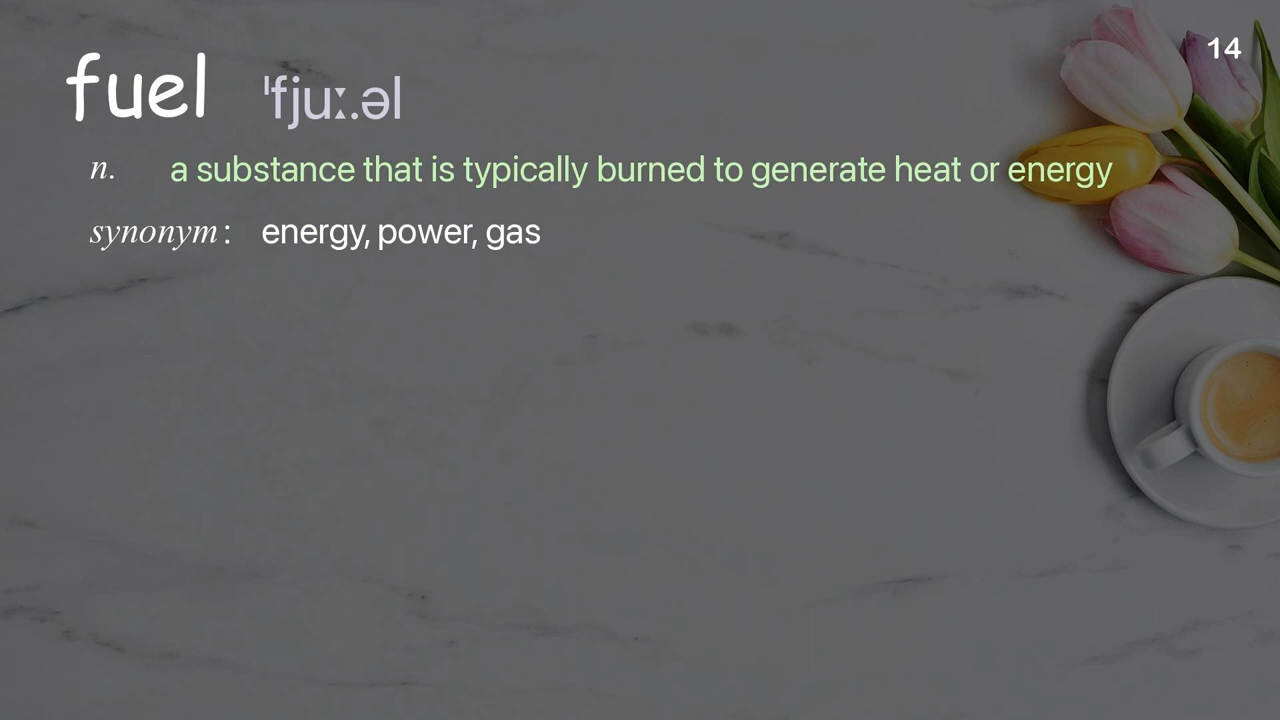 14
fuel ˈfjuː.əl
n. a substance that is typically burned to generate heat or energy
synonym : energy, power, gas